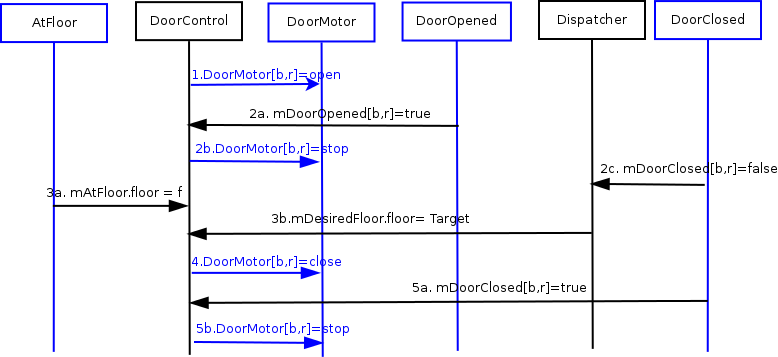 AtFloor
DoorControl
DoorMotor
DoorOpened
Dispatcher
DoorClosed
1.DoorMotor[b,r]=open
2a. mDoorOpened[b,r]=true
2b.DoorMotor[b,r]=stop
2c. mDoorClosed[b,r]=false
3a. mAtFloor.floor = f
3b.mDesiredFloor.floor= Target
4.DoorMotor[b,r]=close
5a. mDoorClosed[b,r]=true
5b.DoorMotor[b,r]=stop